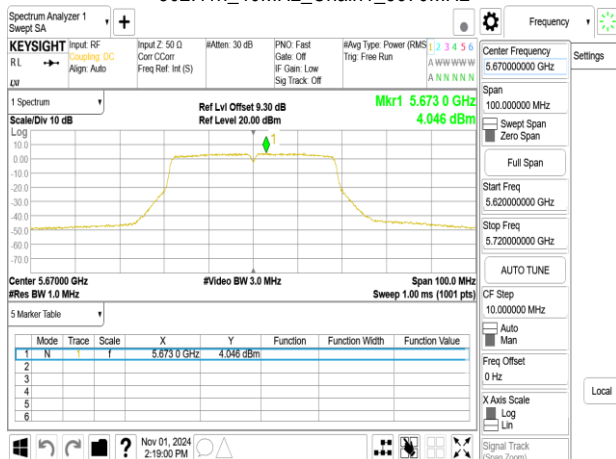 Spectrum Analyzer 1
Swept SA
+
Frequency
Settings
KEYSIGHT
RL
Input: RF
Coupling: DC
Align: Auto
Input Z: 50 Ω
Corr CCorr
Freq Ref: Int (S)
#Atten: 30 dB
PNO: Fast
Gate: Off
IF Gain: Low
Sig Track: Off
#Avg Type: Power (RMS
Trig: Free Run
1 2 3 4 5 6
A W W W W W
A N N N N N
1 Spectrum
Scale/Div 10 dB
Ref Lvl Offset 9.30 dB
Ref Level 20.00 dBm
Mkr1 5.673 0 GHz
4.046 dBm
Log
10.0
0.00
-10.0
-20.0
-30.0
-40.0
-50.0
-60.0
-70.0
1
Center 5.67000 GHz
#Res BW 1.0 MHz
#Video BW 3.0 MHz
Span 100.0 MHz
Sweep 1.00 ms (1001 pts)
5 Marker Table
Mode Trace Scale X Y Function Function Width Function Value
1 N 1 f 5.673 0 GHz 4.046 dBm
2
3
4
5
6
Nov 01, 2024
2:19:00 PM
Center Frequency
5.670000000 GHz
Span
100.000000 MHz
Swept Span
Zero Span
Full Span
Start Freq
5.620000000 GHz
Stop Freq
5.720000000 GHz
AUTO TUNE
CF Step
10.000000 MHz
Auto
Man
Freq Offset
0 Hz
X Axis Scale
Log
Lin
Signal Track
(Span Zoom)
Local